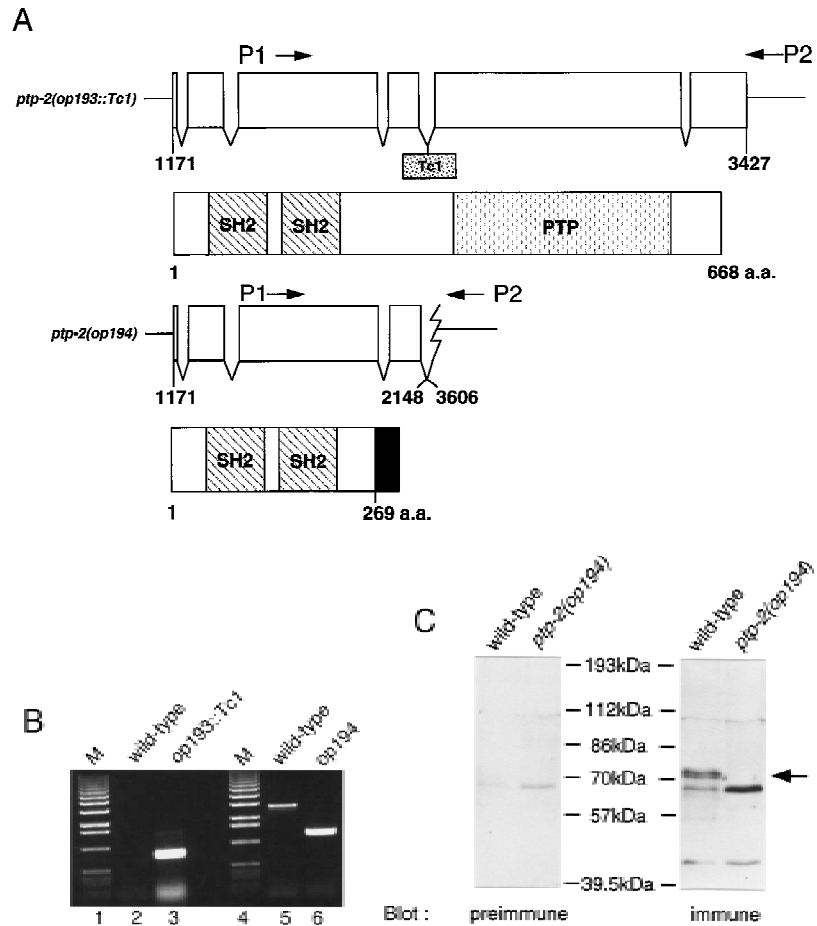 A
P1
P2
ptp-2(op193::Tc1)
1171
Tc1
3427
SH2 SH2 PTP
1
668 a.a.
P1
P2
ptp-2(op194)
1171
2148 3606
SH2 SH2
1
269 a.a.
B
M wild-type op193::Tc1 M wild-type op194
1 2 3 4 5 6
C
wild-type ptp-2(op194) wild-type ptp-2(op194)
193kDa
112kDa
86kDa
70kDa
57kDa
39.5kDa
Blot : preimmune immune